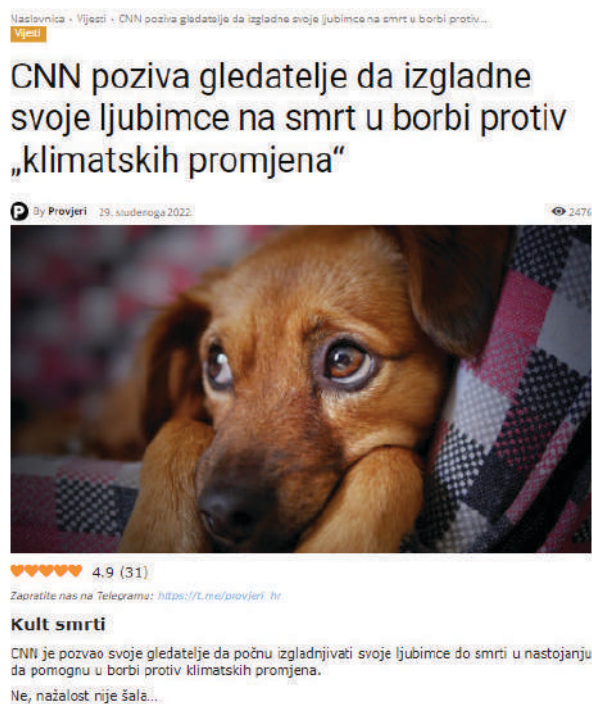 Naslovnica › Vijesti › CNN poziva gledatelje da izgladne svoje ljubimce na smrt u borbi protiv...
Vijesti
CNN poziva gledatelje da izgladne
svoje ljubimce na smrt u borbi protiv
„klimatskih promjena“
By Provjeri 29. studenoga 2022. 2476
4.9 (31)
Zapratite nas na Telegramu: https://t.me/provjeri_hr
Kult smrti
CNN je pozvao svoje gledatelje da počnu izgladnjivati svoje ljubimce do smrti u nastojanju
da pomognu u borbi protiv klimatskih promjena.
Ne, nažalost nije šala...